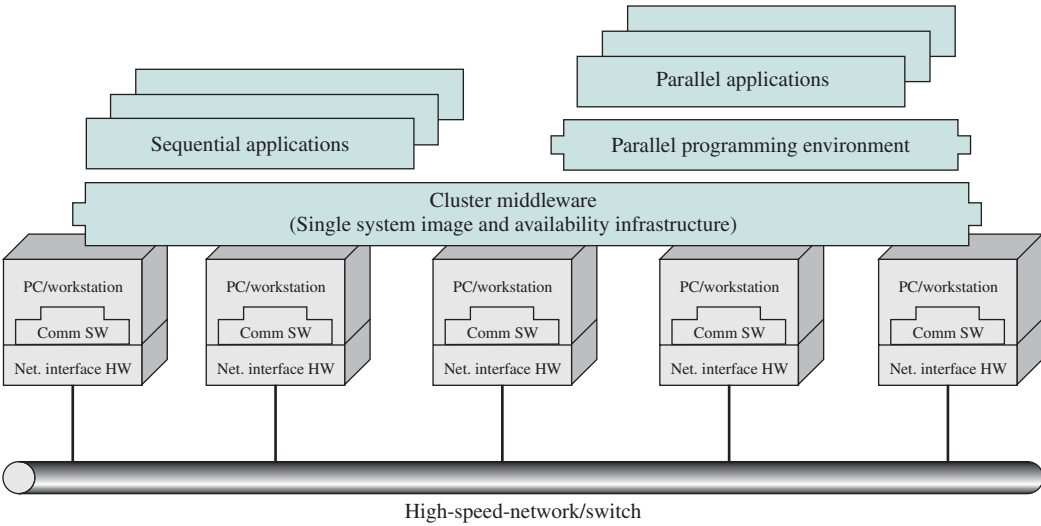 Parallel applications
Sequential applications
Parallel programming environment
Cluster middleware
(Single system image and availability infrastructure)
PC/workstation
PC/workstation
PC/workstation
PC/workstation
PC/workstation
Comm SW
Comm SW
Comm SW
Comm SW
Comm SW
Net. interface HW
Net. interface HW
Net. interface HW
Net. interface HW
Net. interface HW
High-speed-network/switch